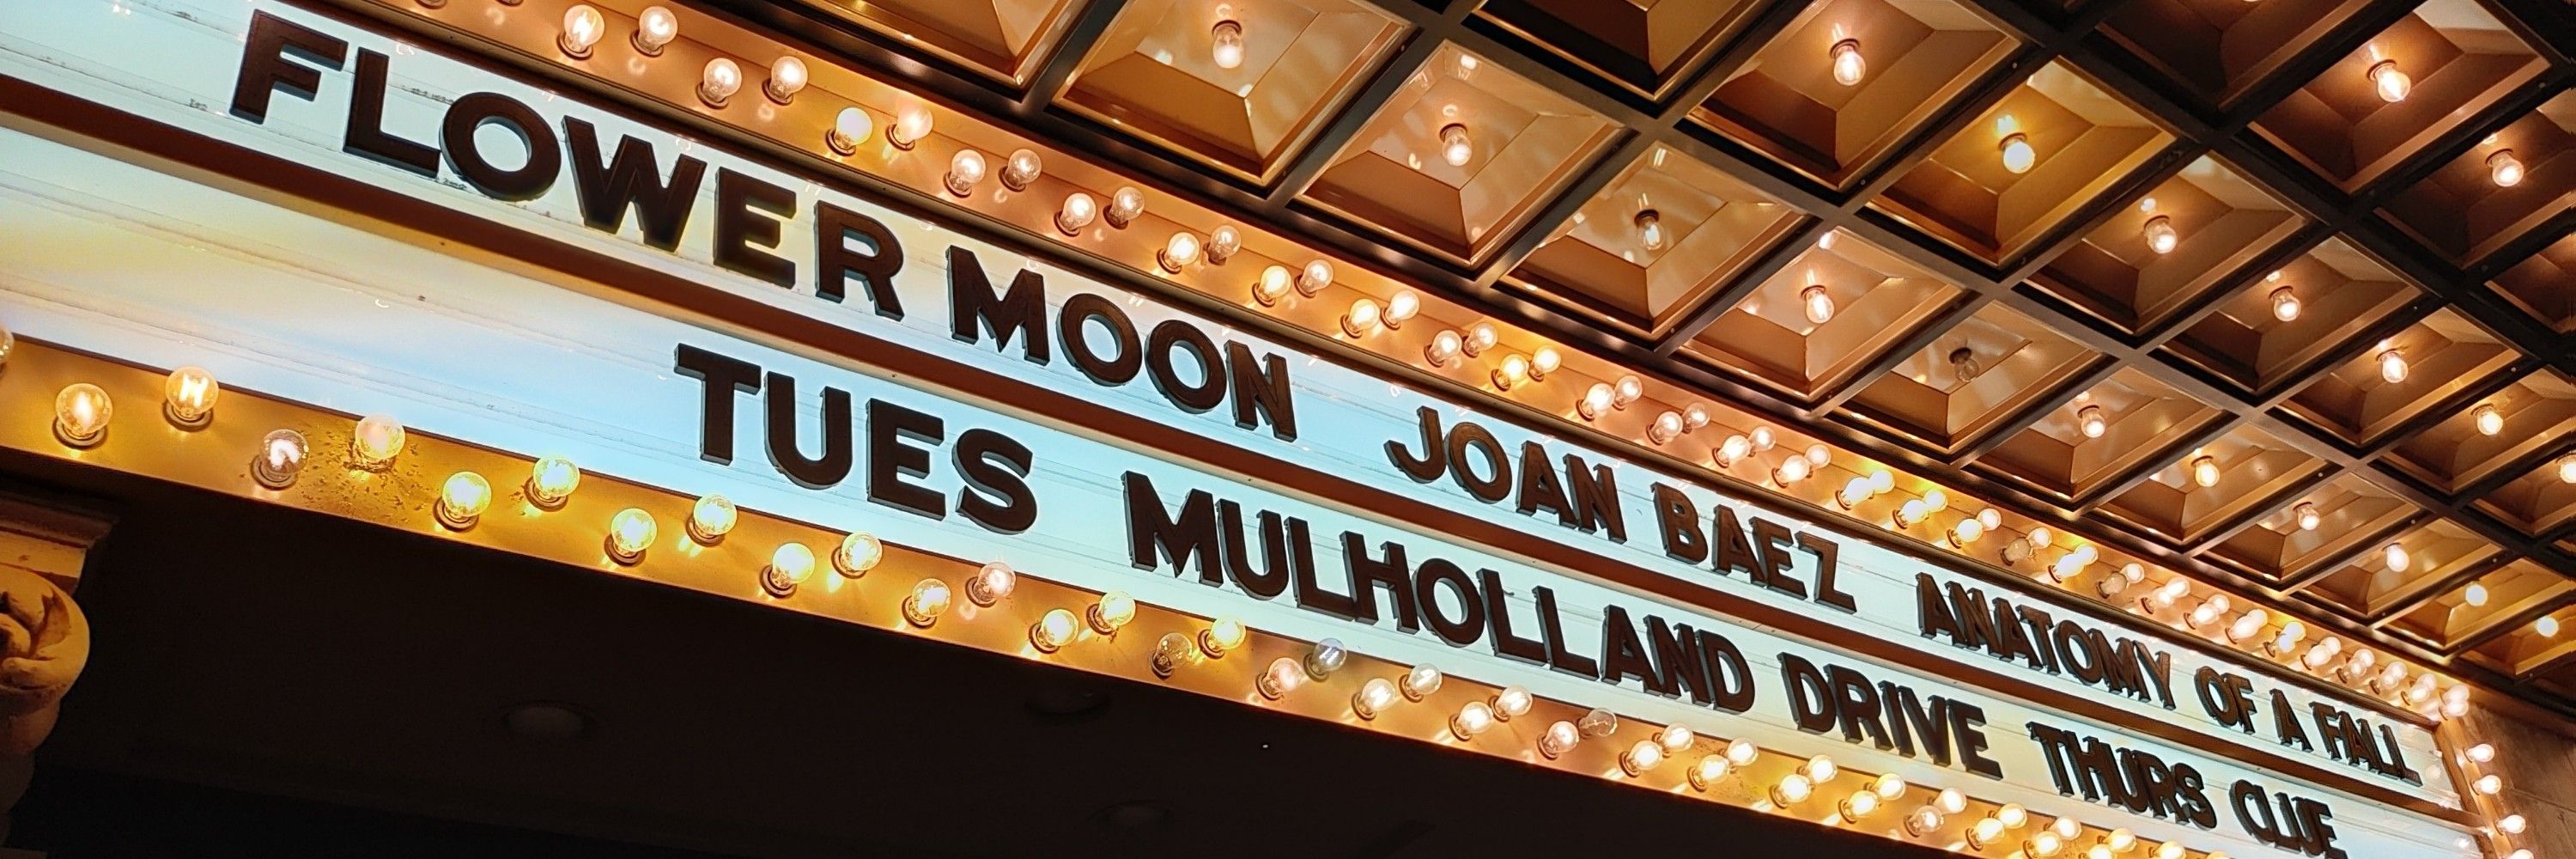 FLOWER MOON JOAN BAEZ ANATOMY OF A FALL
TUES MULHOLLAND DRIVE THURS CLUE